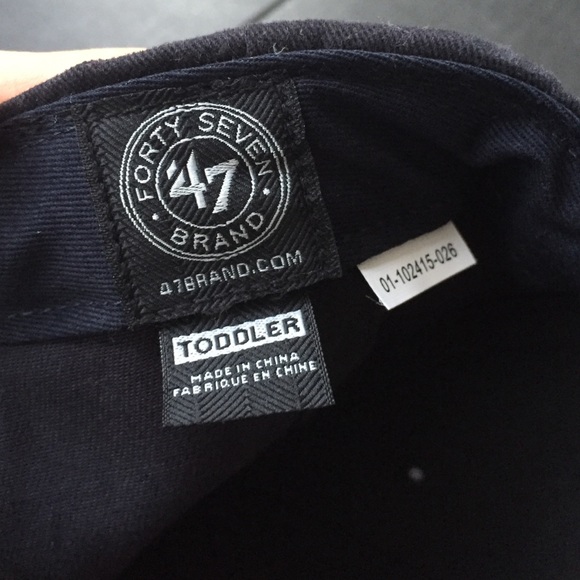 FORTY SEVEN
47
BRAND
47BRAND.COM
01-102415-026
TODDLER
MADE IN CHINA
FABRIQUE EN CHINE